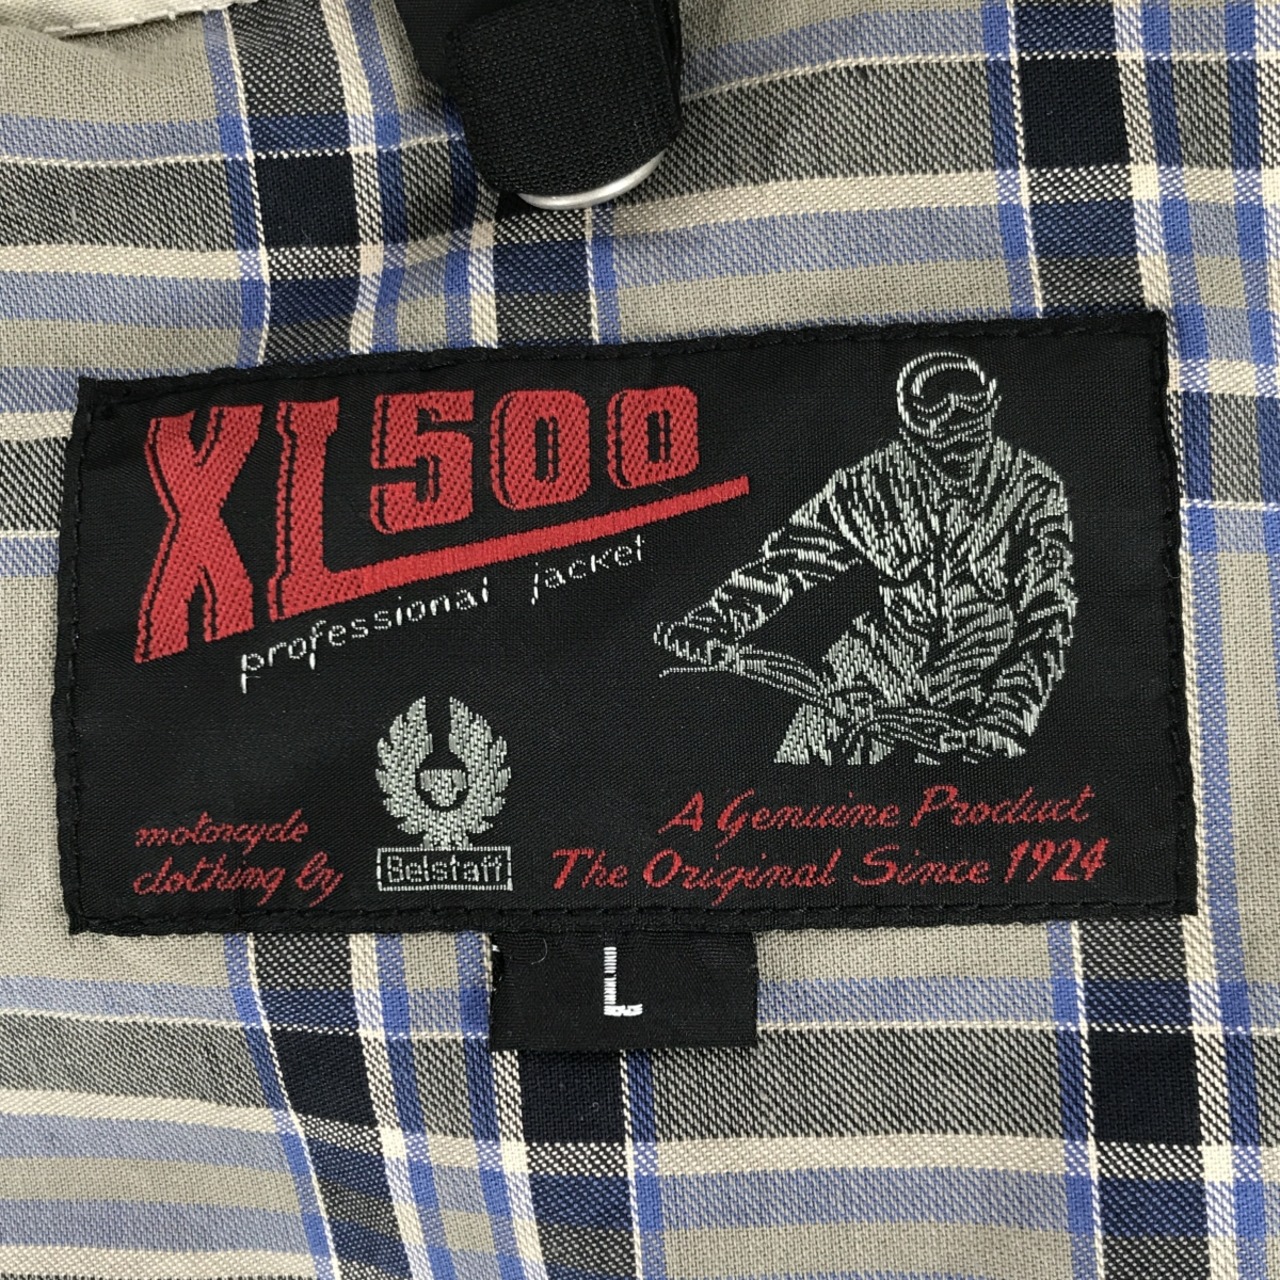 XL500
professional jacket
motorcycle
clothing by
Belstaff
A Genuine Product
The Original Since 1924
L